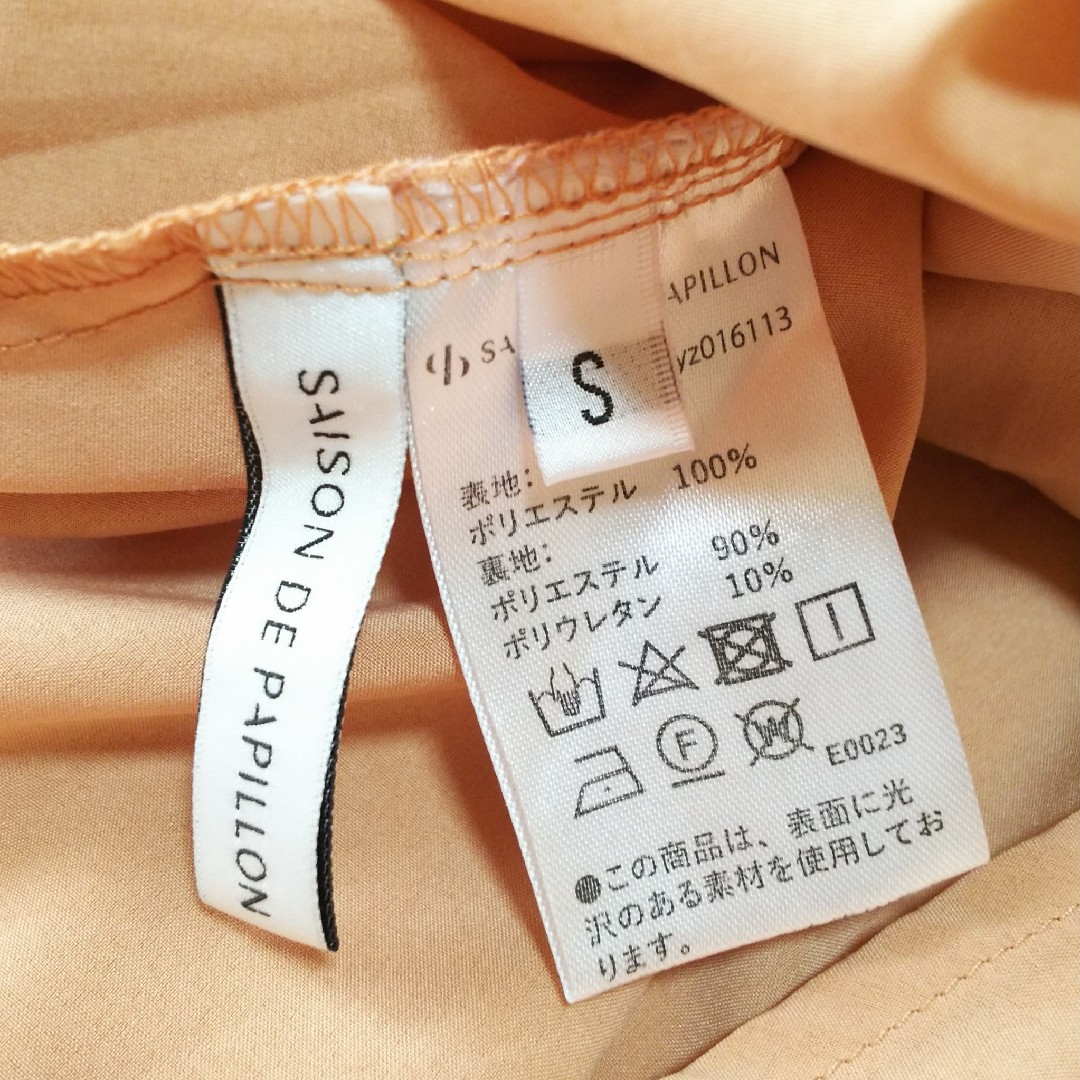 SAISON DE PAPILLON
SA APILLON
yz016113
S
表地:
ポリエステル 100%
裏地:
ポリエステル 90%
ポリウレタン 10%
F
W
E0023
●この商品は、表面に光
沢のある素材を使用してお
ります。